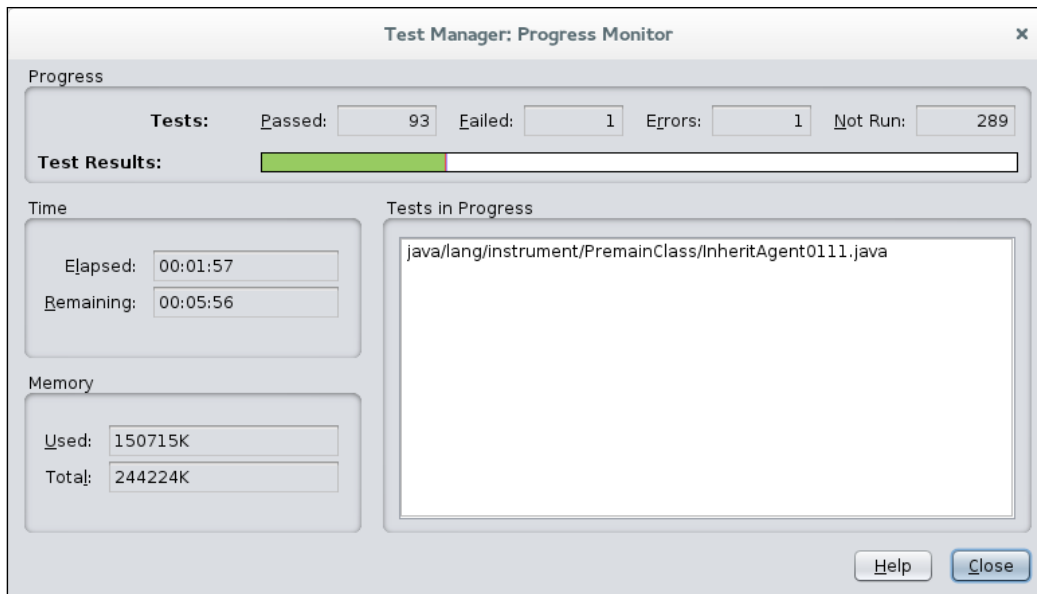 Test Manager: Progress Monitor
Progress
Tests: Passed: 93 Failed: 1 Errors: 1 Not Run: 289
Test Results:
Time
Elapsed: 00:01:57
Remaining: 00:05:56
Memory
Used: 150715K
Total: 244224K
Tests in Progress
java/lang/instrument/PremainClass/InheritAgent0111.java
Help Close